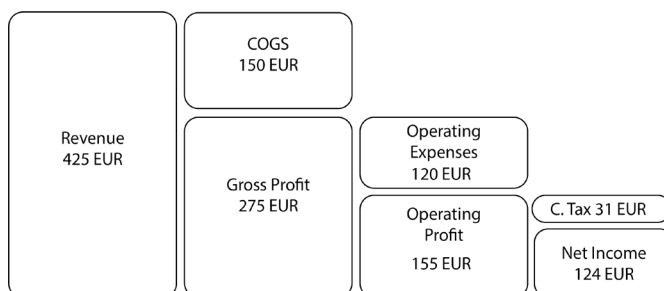 Revenue
425 EUR
COGS
150 EUR
Gross Profit
275 EUR
Operating
Expenses
120 EUR
Operating
Profit
155 EUR
C. Tax 31 EUR
Net Income
124 EUR